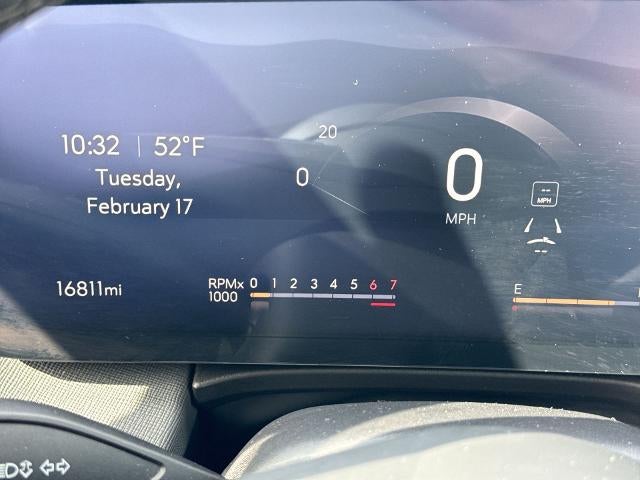 10:32 | 52°F
Tuesday,
February 17
20
0
0
MPH
--
MPH
--
16811mi
RPMx 0 1 2 3 4 5 6 7
1000
E